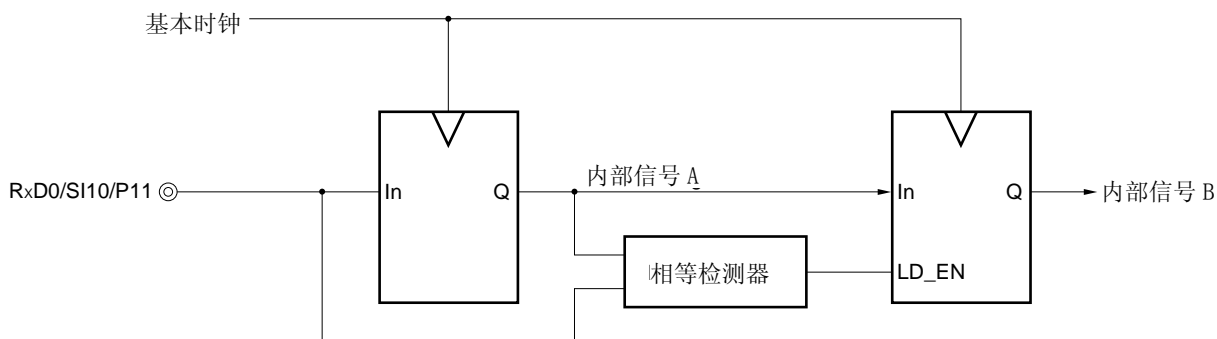 基本时钟
RxD0/SI10/P11
In
Q
内部信号 A
In
Q
内部信号 B
相等检测器
LD_EN